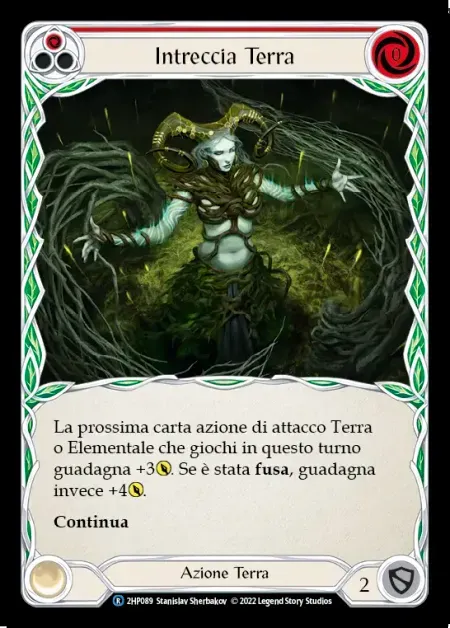 Intreccia Terra
0
La prossima carta azione di attacco Terra
o Elementale che giochi in questo turno
guadagna +3. Se è stata fusa, guadagna
invece +4.
Continua
Azione Terra
2
R 2HP089 Stanislav Sherbakov © 2022 Legend Story Studios